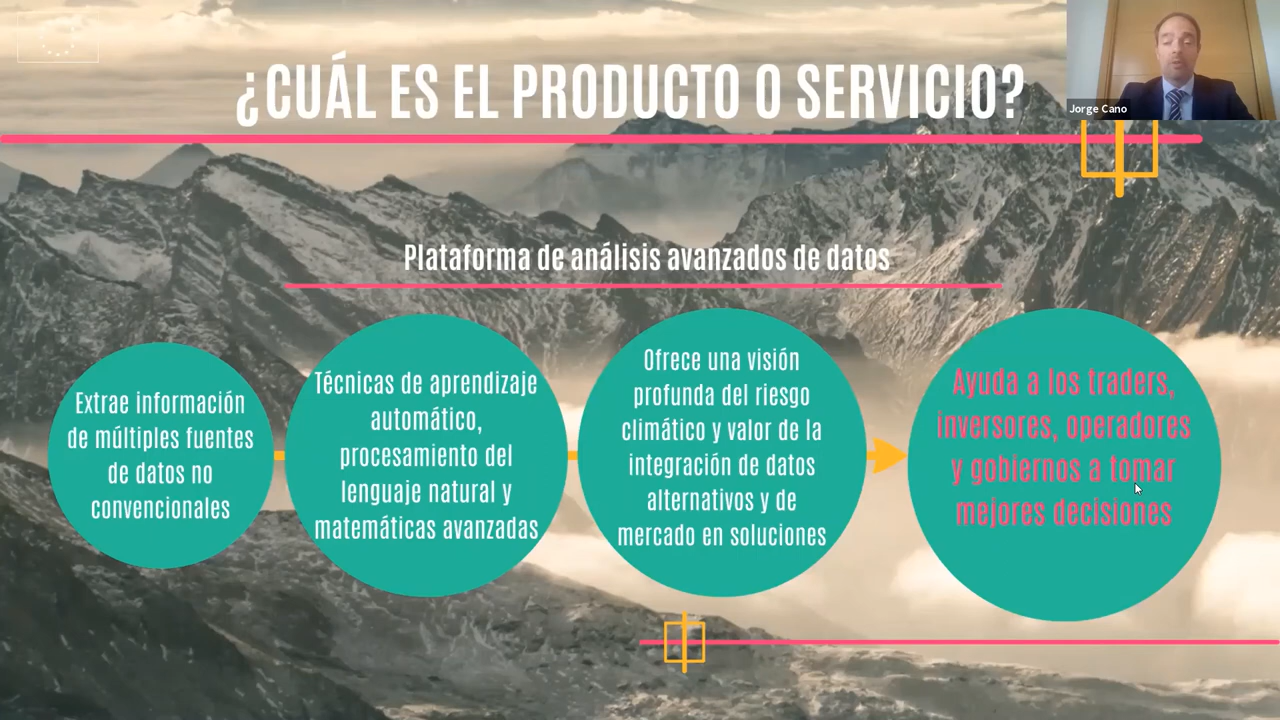 ¿CUÁL ES EL PRODUCTO O SERVICIO?
Jorge Cano
Plataforma de análisis avanzados de datos
Extrae información
de múltiples fuentes
de datos no
convencionales
Técnicas de aprendizaje
automático,
procesamiento del
lenguaje natural y
matemáticas avanzadas
Ofrece una visión
profunda del riesgo
climático y valor de la
integración de datos
alternativos y de
mercado en soluciones
Ayuda a los traders,
inversores, operadores
y gobiernos a tomar
mejores decisiones